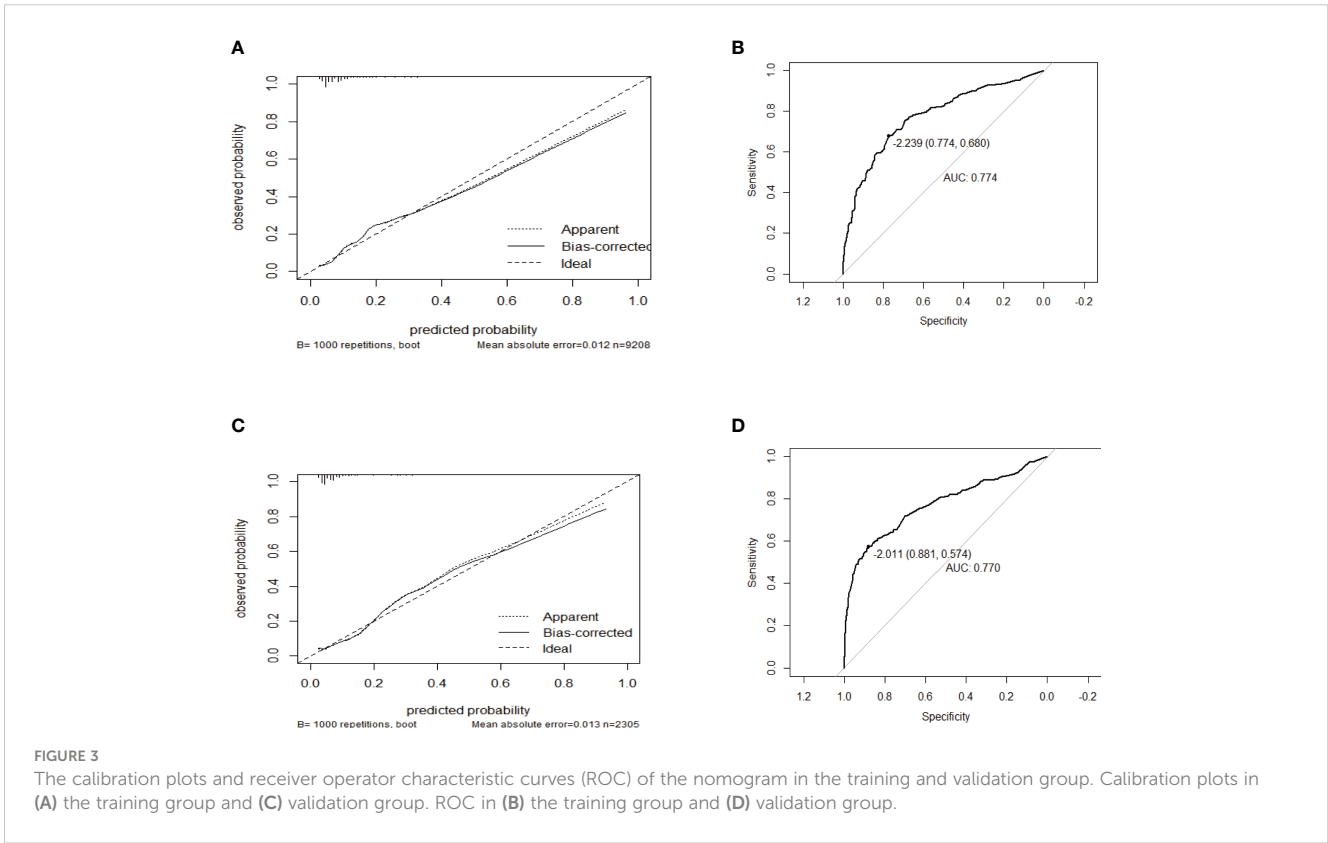 A
observed probability
1.0
0.8
0.6
0.4
0.2
0.0
Apparent
Bias-corrected
Ideal
0.0 0.2 0.4 0.6 0.8 1.0
predicted probability
B= 1000 repetitions, boot Mean absolute error=0.012 n=9208
B
Sensitivity
1.0
0.8
0.6
0.4
0.2
0.0
-2.239 (0.774, 0.680)
AUC: 0.774
1.2 1.0 0.8 0.6 0.4 0.2 0.0 -0.2
Specificity
C
observed probability
1.0
0.8
0.6
0.4
0.2
0.0
Apparent
Bias-corrected
Ideal
0.0 0.2 0.4 0.6 0.8 1.0
predicted probability
B= 1000 repetitions, boot Mean absolute error=0.013 n=2305
D
Sensitivity
1.0
0.8
0.6
0.4
0.2
0.0
-2.011 (0.881, 0.574)
AUC: 0.770
1.2 1.0 0.8 0.6 0.4 0.2 0.0 -0.2
Specificity
FIGURE 3
The calibration plots and receiver operator characteristic curves (ROC) of the nomogram in the training and validation group. Calibration plots in
(A) the training group and (C) validation group. ROC in (B) the training group and (D) validation group.